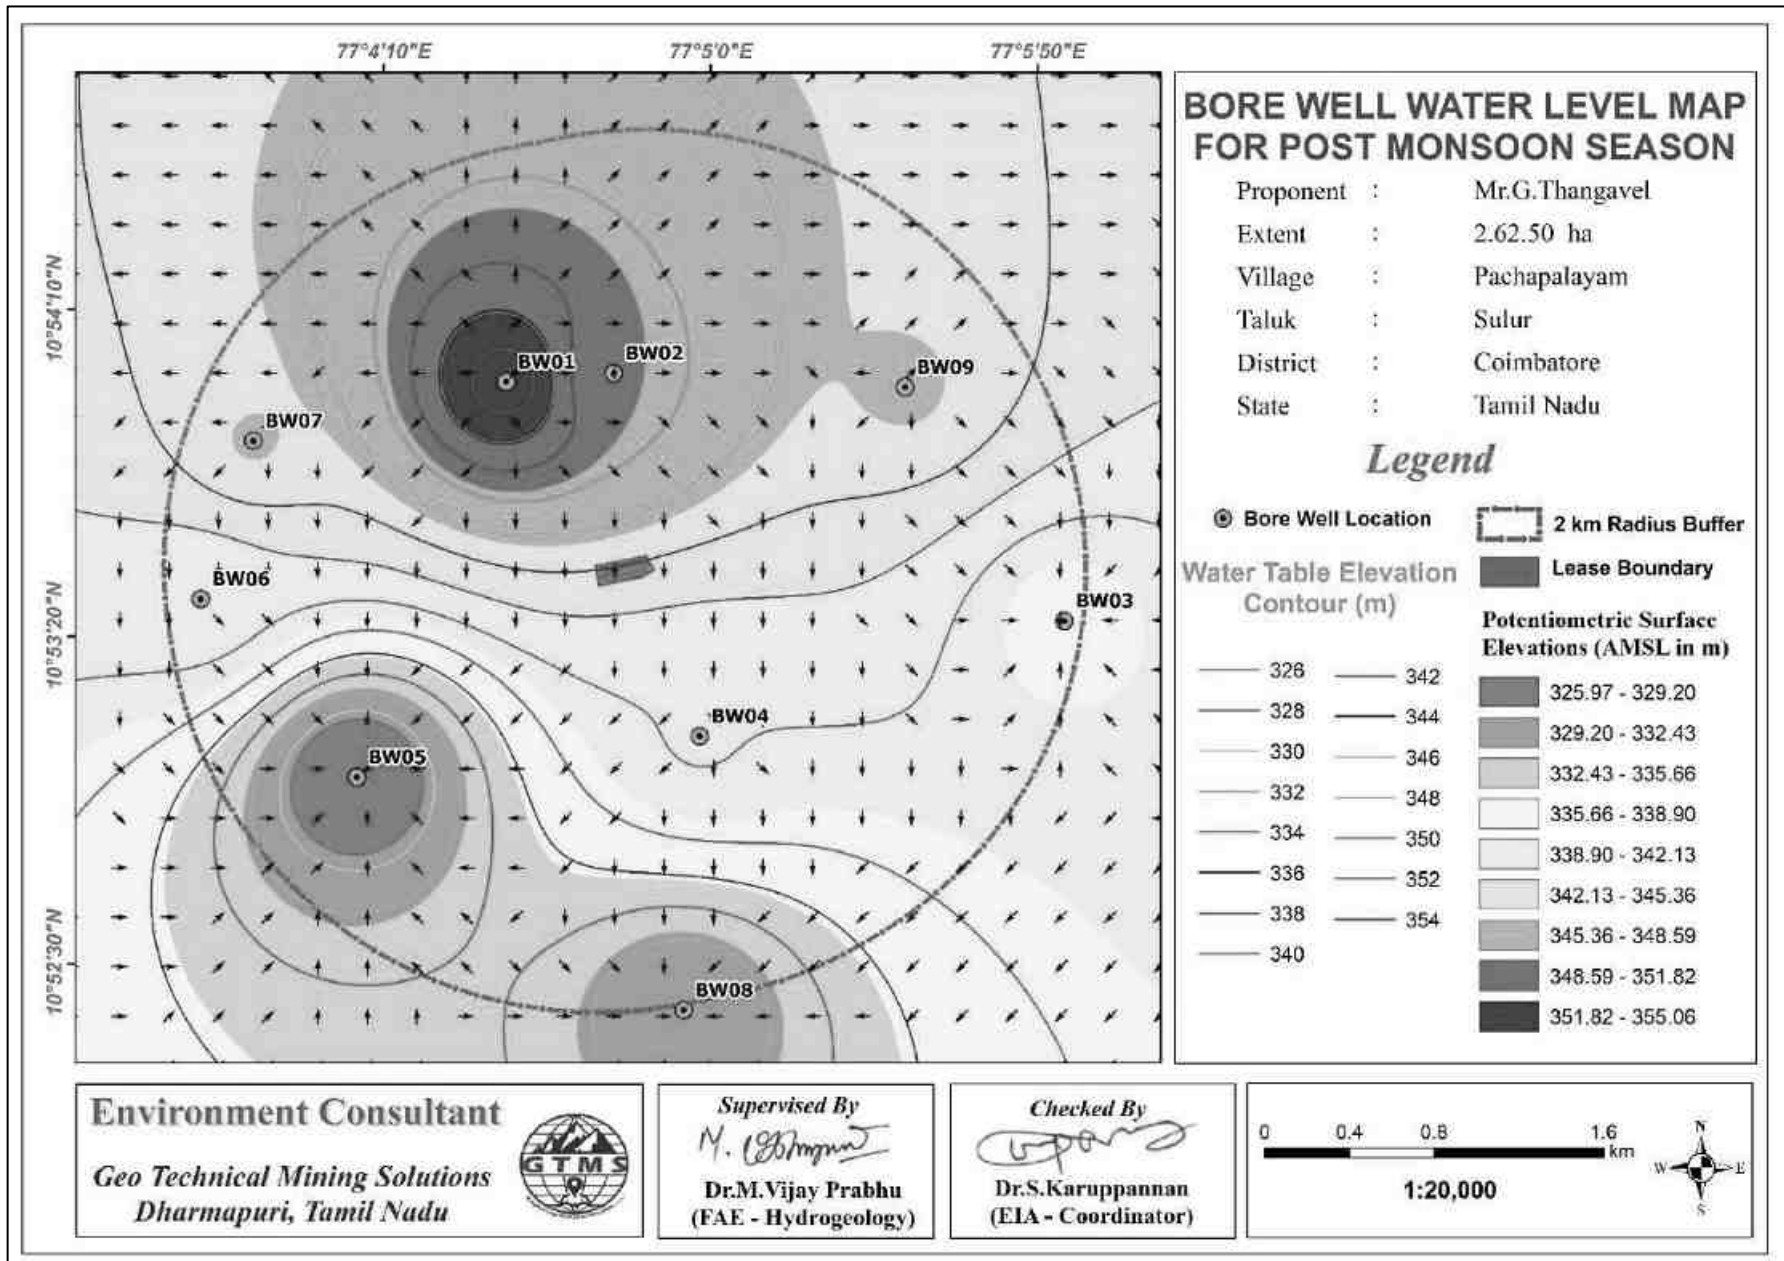 77°4'10"E
77°5'0"E
77°5'50"E
10°54'10"N
10°53'20"N
10°52'30"N
BW01
BW02
BW09
BW07
BW06
BW03
BW04
BW05
BW08
BORE WELL WATER LEVEL MAP
FOR POST MONSOON SEASON
Proponent : Mr.G.Thangavel
Extent : 2.62.50 ha
Village : Pachapalayam
Taluk : Sulur
District : Coimbatore
State : Tamil Nadu
Legend
Bore Well Location
2 km Radius Buffer
Lease Boundary
Water Table Elevation
Contour (m)
326
328
330
332
334
336
338
340
342
344
346
348
350
352
354
Potentiometric Surface
Elevations (AMSL in m)
325.97 - 329.20
329.20 - 332.43
332.43 - 335.66
335.66 - 338.90
338.90 - 342.13
342.13 - 345.36
345.36 - 348.59
348.59 - 351.82
351.82 - 355.06
Environment Consultant
Geo Technical Mining Solutions
Dharmapuri, Tamil Nadu
GTMS
Supervised By
Dr.M.Vijay Prabhu
(FAE - Hydrogeology)
Checked By
Dr.S.Karuppannan
(EIA - Coordinator)
0 0.4 0.8 1.6
km
1:20,000
N
W E
S